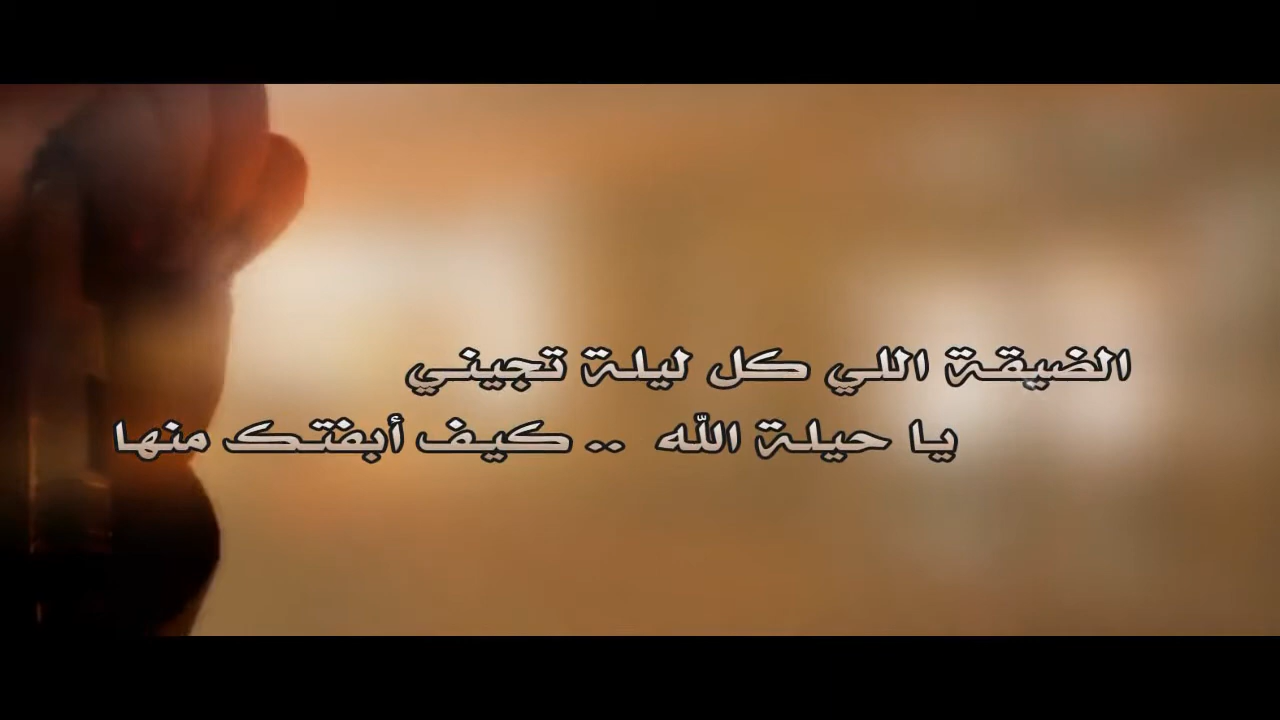 الضيقة اللي كل ليلة تجيني
يا حيلة الله .. كيف أبفتك منها